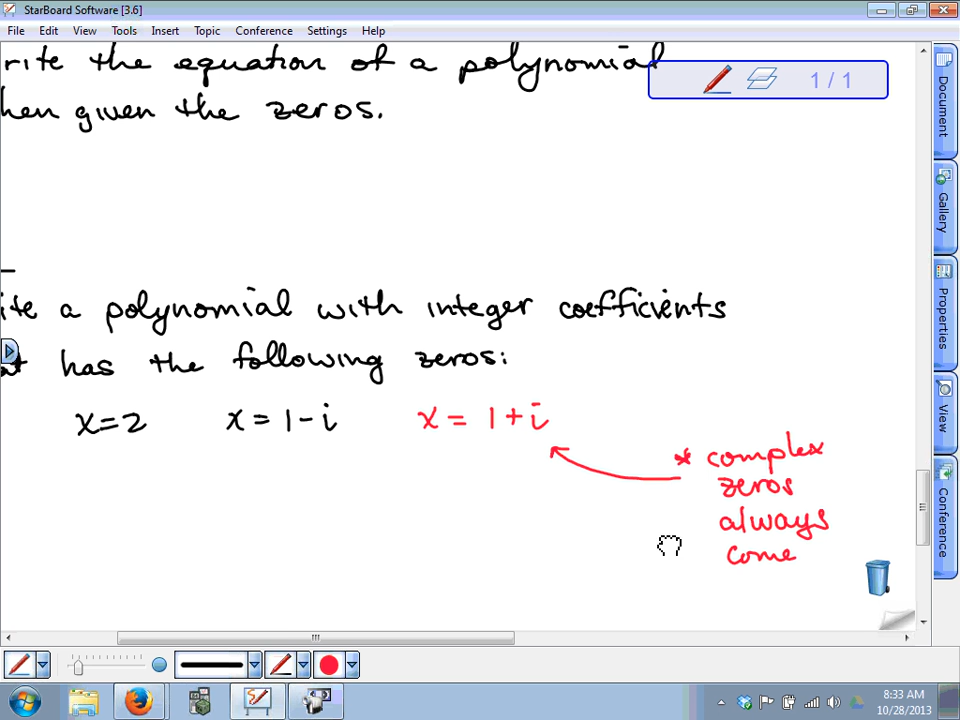 StarBoard Software [3.6]
File Edit View Tools Insert Topic Conference Settings Help
rite the equation of a polynomial
hen given the zeros.
1 / 1
Document
Gallery
Properties
View
Conference
ite a polynomial with integer coefficients
at has the following zeros:
x=2 x = 1 - i x = 1 + i
* complex
zeros
always
come
8:33 AM
10/28/2013